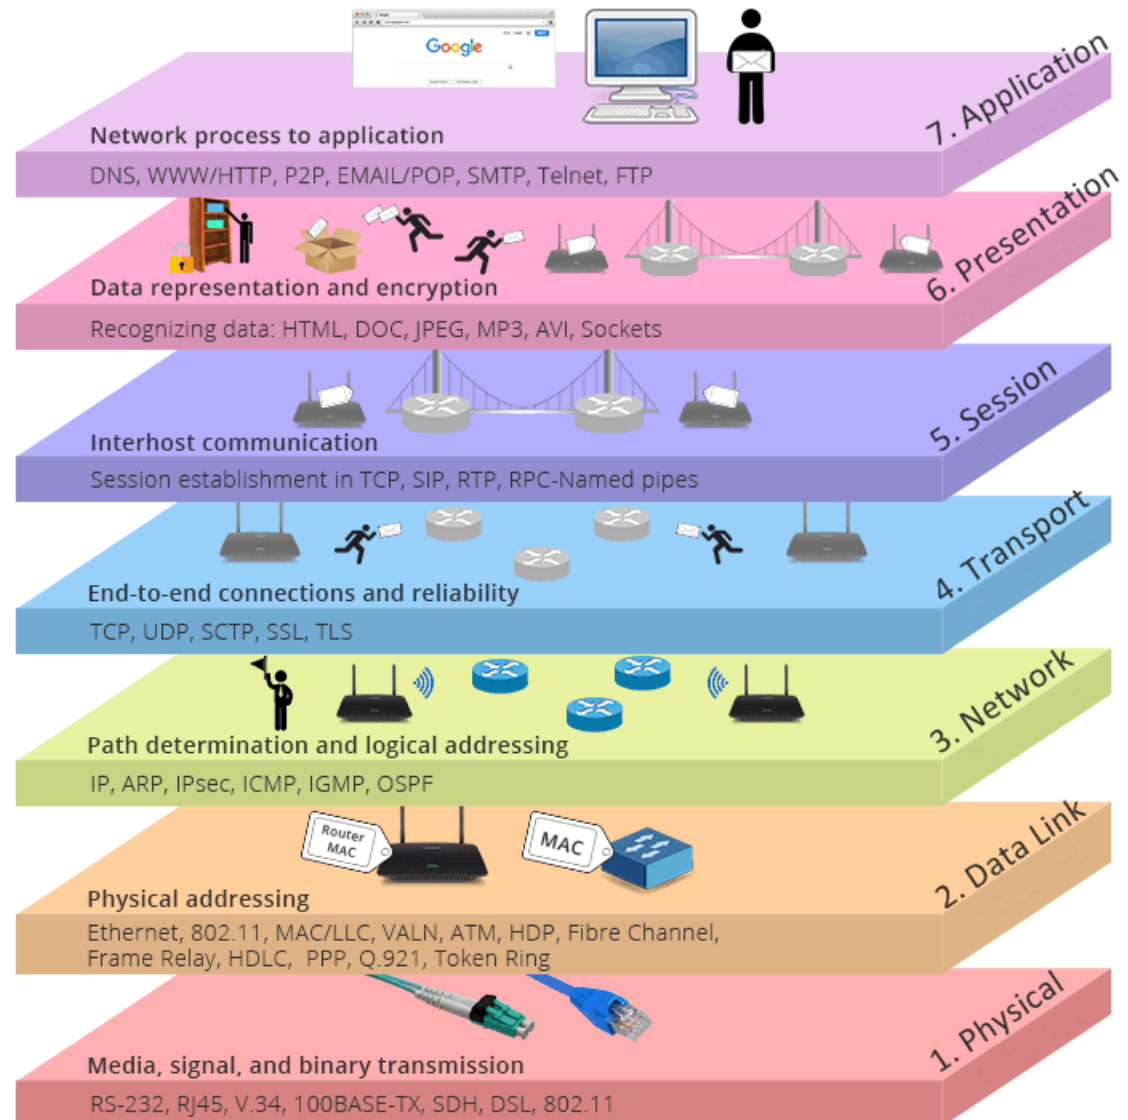 Google
7. Application
Network process to application
DNS, WWW/HTTP, P2P, EMAIL/POP, SMTP, Telnet, FTP
6. Presentation
Data representation and encryption
Recognizing data: HTML, DOC, JPEG, MP3, AVI, Sockets
5. Session
Interhost communication
Session establishment in TCP, SIP, RTP, RPC-Named pipes
4. Transport
End-to-end connections and reliability
TCP, UDP, SCTP, SSL, TLS
3. Network
Path determination and logical addressing
IP, ARP, IPsec, ICMP, IGMP, OSPF
2. Data Link
Router
MAC
MAC
Physical addressing
Ethernet, 802.11, MAC/LLC, VALN, ATM, HDP, Fibre Channel,
Frame Relay, HDLC, PPP, Q.921, Token Ring
1. Physical
Media, signal, and binary transmission
RS-232, RJ45, V.34, 100BASE-TX, SDH, DSL, 802.11